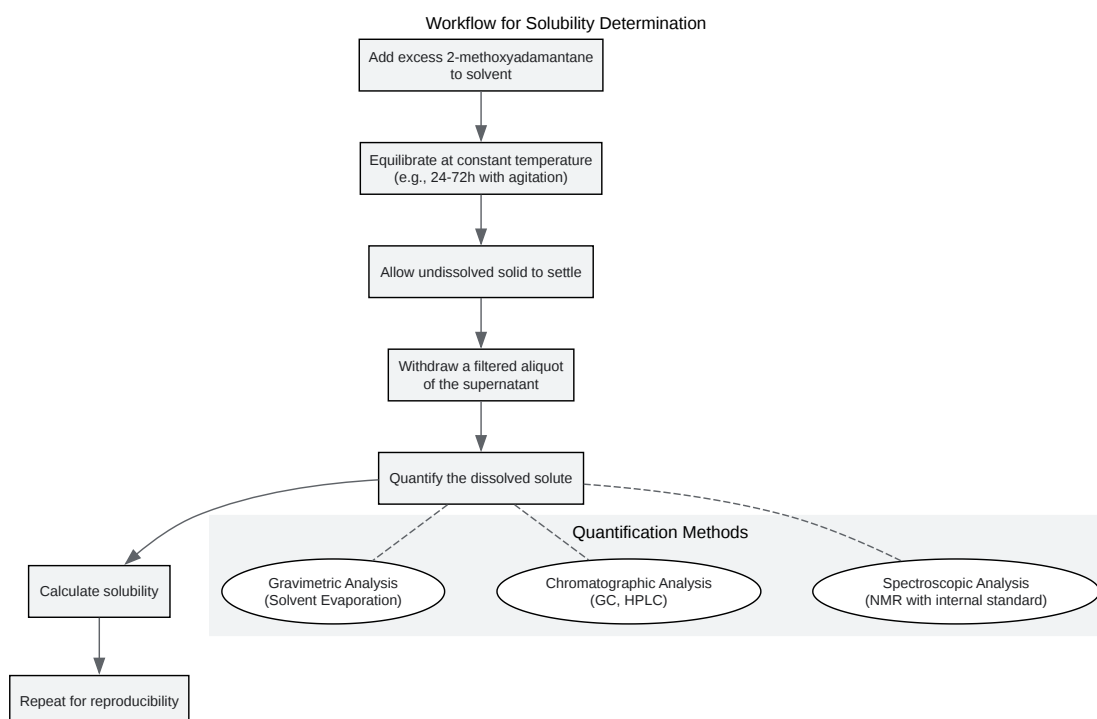 Workflow for Solubility Determination
Add excess 2-methoxyadamantane
to solvent
Equilibrate at constant temperature
(e.g., 24-72h with agitation)
Allow undissolved solid to settle
Withdraw a filtered aliquot
of the supernatant
Quantify the dissolved solute
Quantification Methods
Calculate solubility
Gravimetric Analysis
(Solvent Evaporation)
Chromatographic Analysis
(GC, HPLC)
Spectroscopic Analysis
(NMR with internal standard)
Repeat for reproducibility